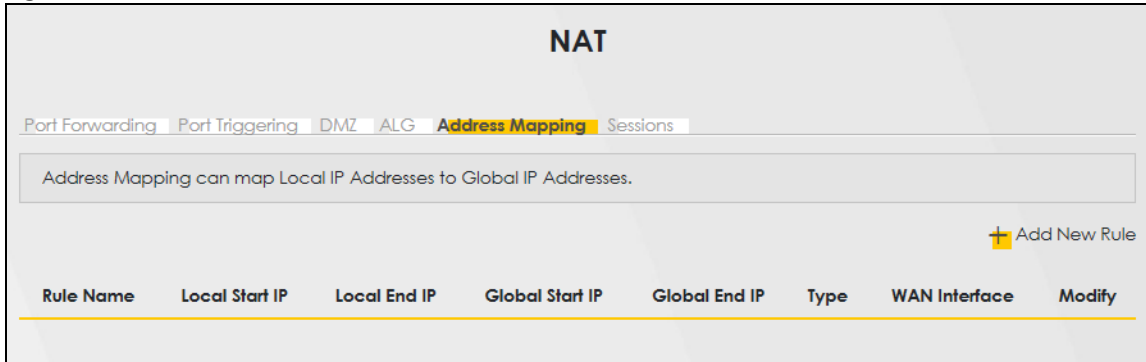 NAT
Port Forwarding Port Triggering DMZ ALG Address Mapping Sessions
Address Mapping can map Local IP Addresses to Global IP Addresses.
+ Add New Rule
Rule Name Local Start IP Local End IP Global Start IP Global End IP Type WAN Interface Modify